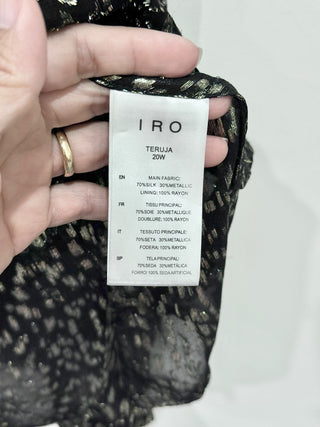 IRO
TERUJA
20W
EN
MAIN FABRIC:
70%SILK 30%METALLIC
LINING:100% RAYON
FR
TISSU PRINCIPAL:
70%SOIE 30%METALLIQUE
DOUBLURE:100% RAYON
IT
TESSUTO PRINCIPALE:
70%SETA 30%METALLICA
FODERA:100% RAYON
SP
TELA PRINCIPAL:
70%SEDA 30%METÁLICA
FORRO:100% SEDA ARTIFICIAL